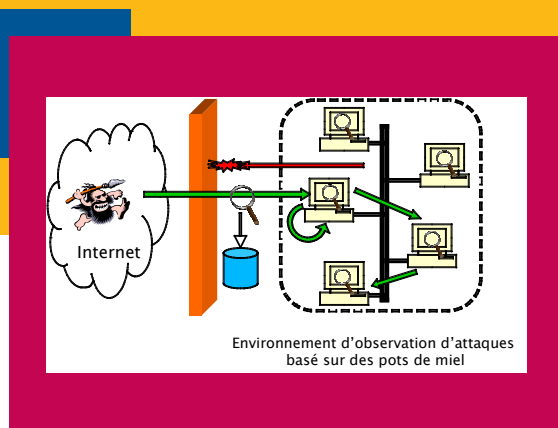 Internet
Environnement d’observation d’attaques
basé sur des pots de miel